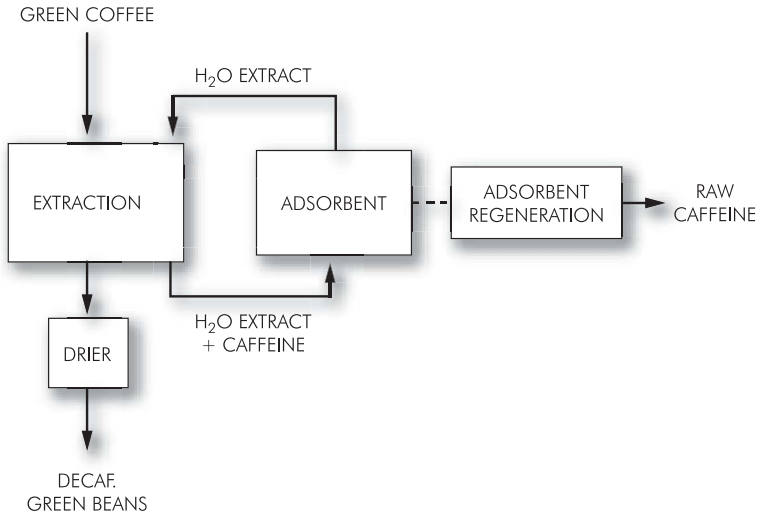 GREEN COFFEE
H₂O EXTRACT
EXTRACTION
ADSORBENT
ADSORBENT
REGENERATION
RAW
CAFFEINE
H₂O EXTRACT
+ CAFFEINE
DRIER
DECAF.
GREEN BEANS